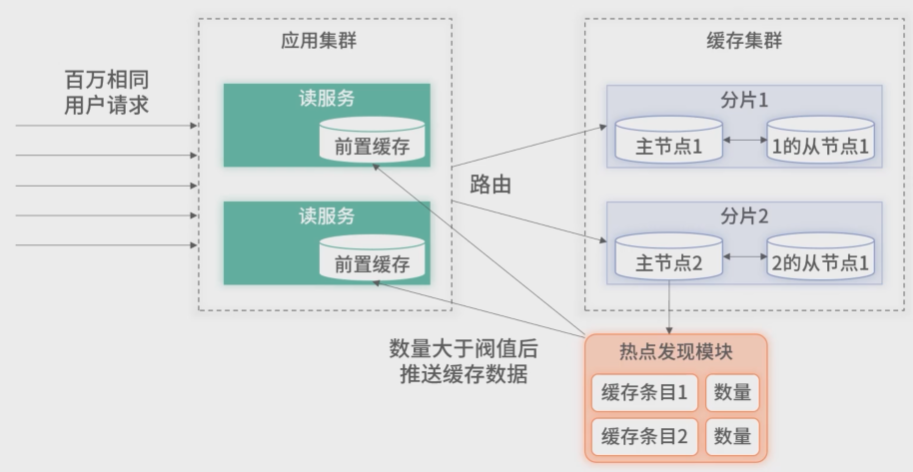 应用集群
缓存集群
百万相同
用户请求
读服务
前置缓存
读服务
前置缓存
路由
分片1
主节点1
1的从节点1
分片2
主节点2
2的从节点1
数量大于阀值后
推送缓存数据
热点发现模块
缓存条目1
数量
缓存条目2
数量